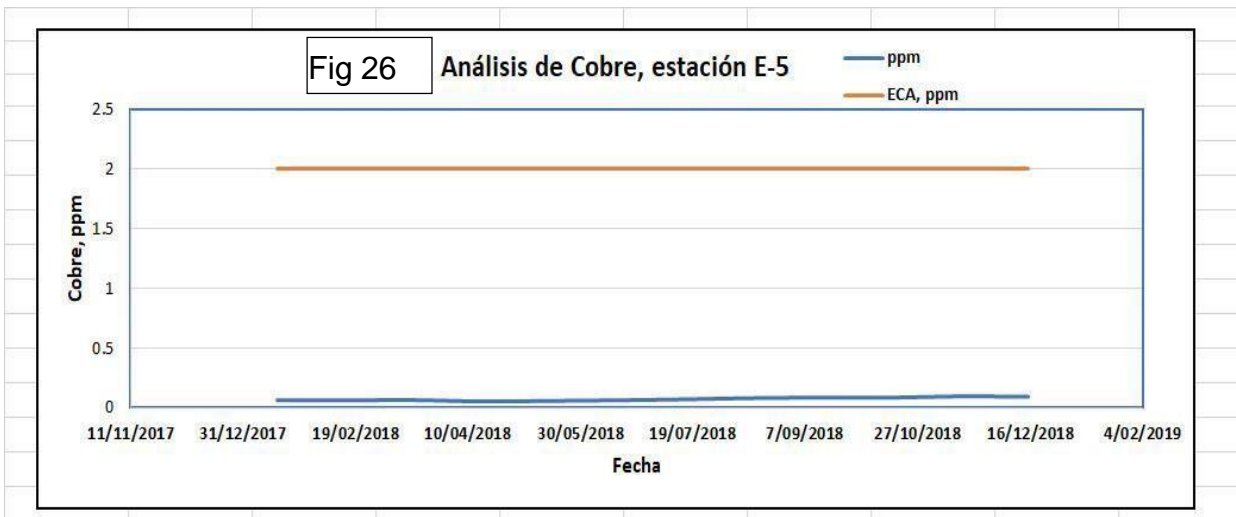 Fig 26
Análisis de Cobre, estación E-5
ppm
ECA, ppm
Cobre, ppm
2.5
2
1.5
1
0.5
0
11/11/2017 31/12/2017 19/02/2018 10/04/2018 30/05/2018 19/07/2018 7/09/2018 27/10/2018 16/12/2018 4/02/2019
Fecha